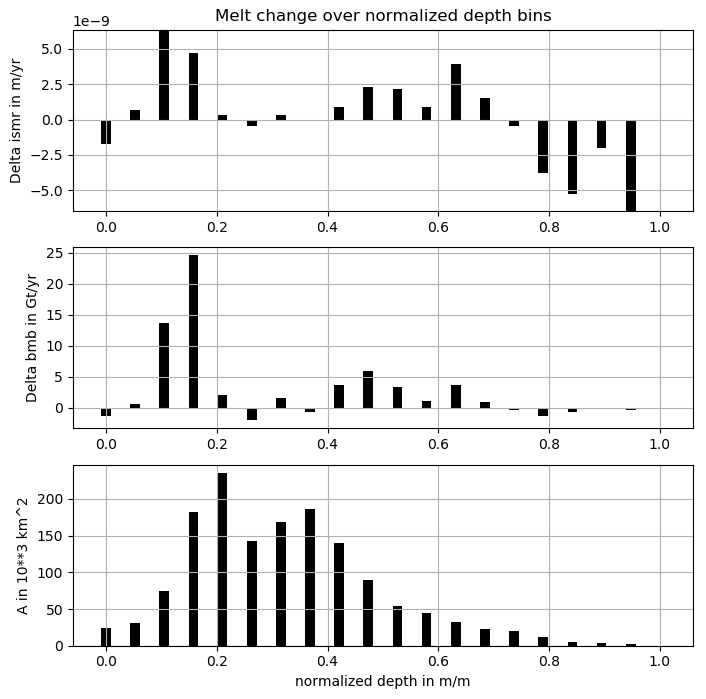 Melt change over normalized depth bins
1e−9
Delta ismr in m/yr
5.0
2.5
0.0
−2.5
−5.0
0.0 0.2 0.4 0.6 0.8 1.0
Delta bmb in Gt/yr
25
20
15
10
5
0
0.0 0.2 0.4 0.6 0.8 1.0
A in 10**3 km^2
200
150
100
50
0
0.0 0.2 0.4 0.6 0.8 1.0
normalized depth in m/m